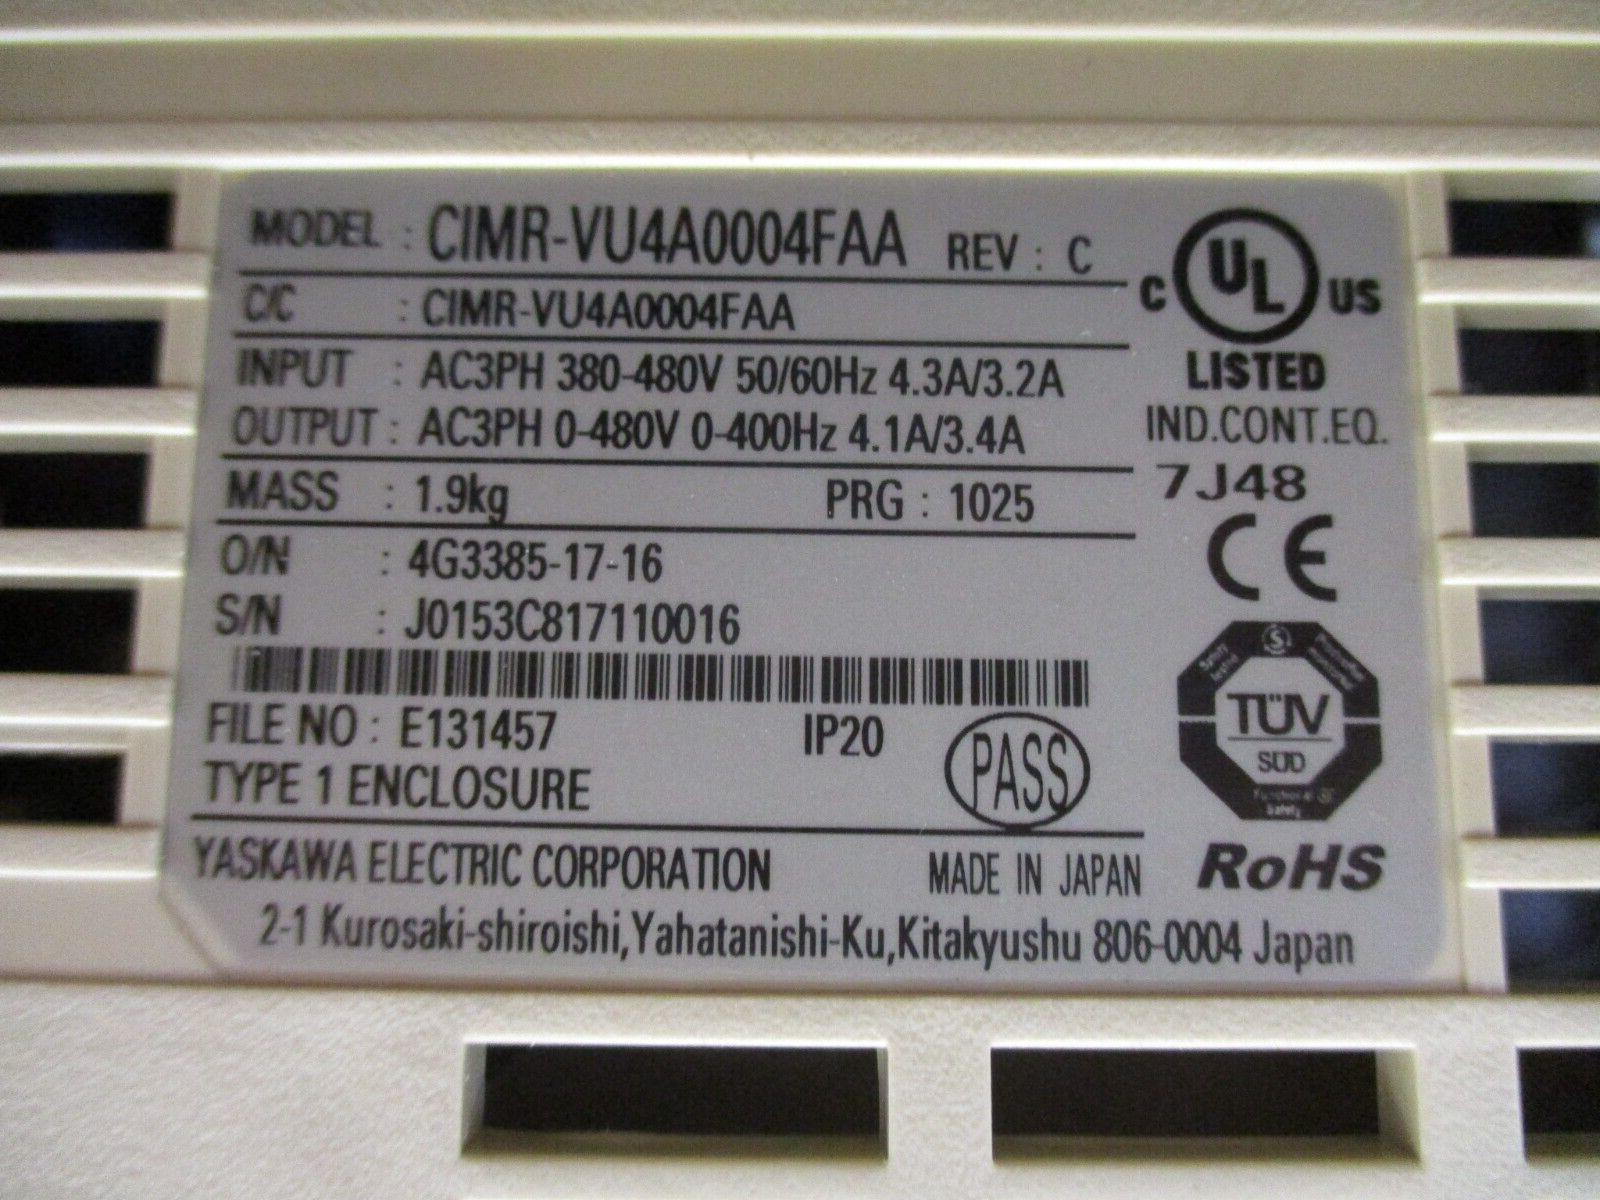 MODEL : CIMR-VU4A0004FAA REV : C
C/C : CIMR-VU4A0004FAA
INPUT : AC3PH 380-480V 50/60Hz 4.3A/3.2A
OUTPUT : AC3PH 0-480V 0-400Hz 4.1A/3.4A
MASS : 1.9kg PRG : 1025
O/N : 4G3385-17-16
S/N : J0153C817110016
FILE NO : E131457 IP20
TYPE 1 ENCLOSURE
PASS
YASKAWA ELECTRIC CORPORATION MADE IN JAPAN
2-1 Kurosaki-shiroishi,Yahatanishi-Ku,Kitakyushu 806-0004 Japan
C UL US
LISTED
IND.CONT.EQ.
7J48
CE
S
TÜV
SÜD
Functional
Safety
RoHS